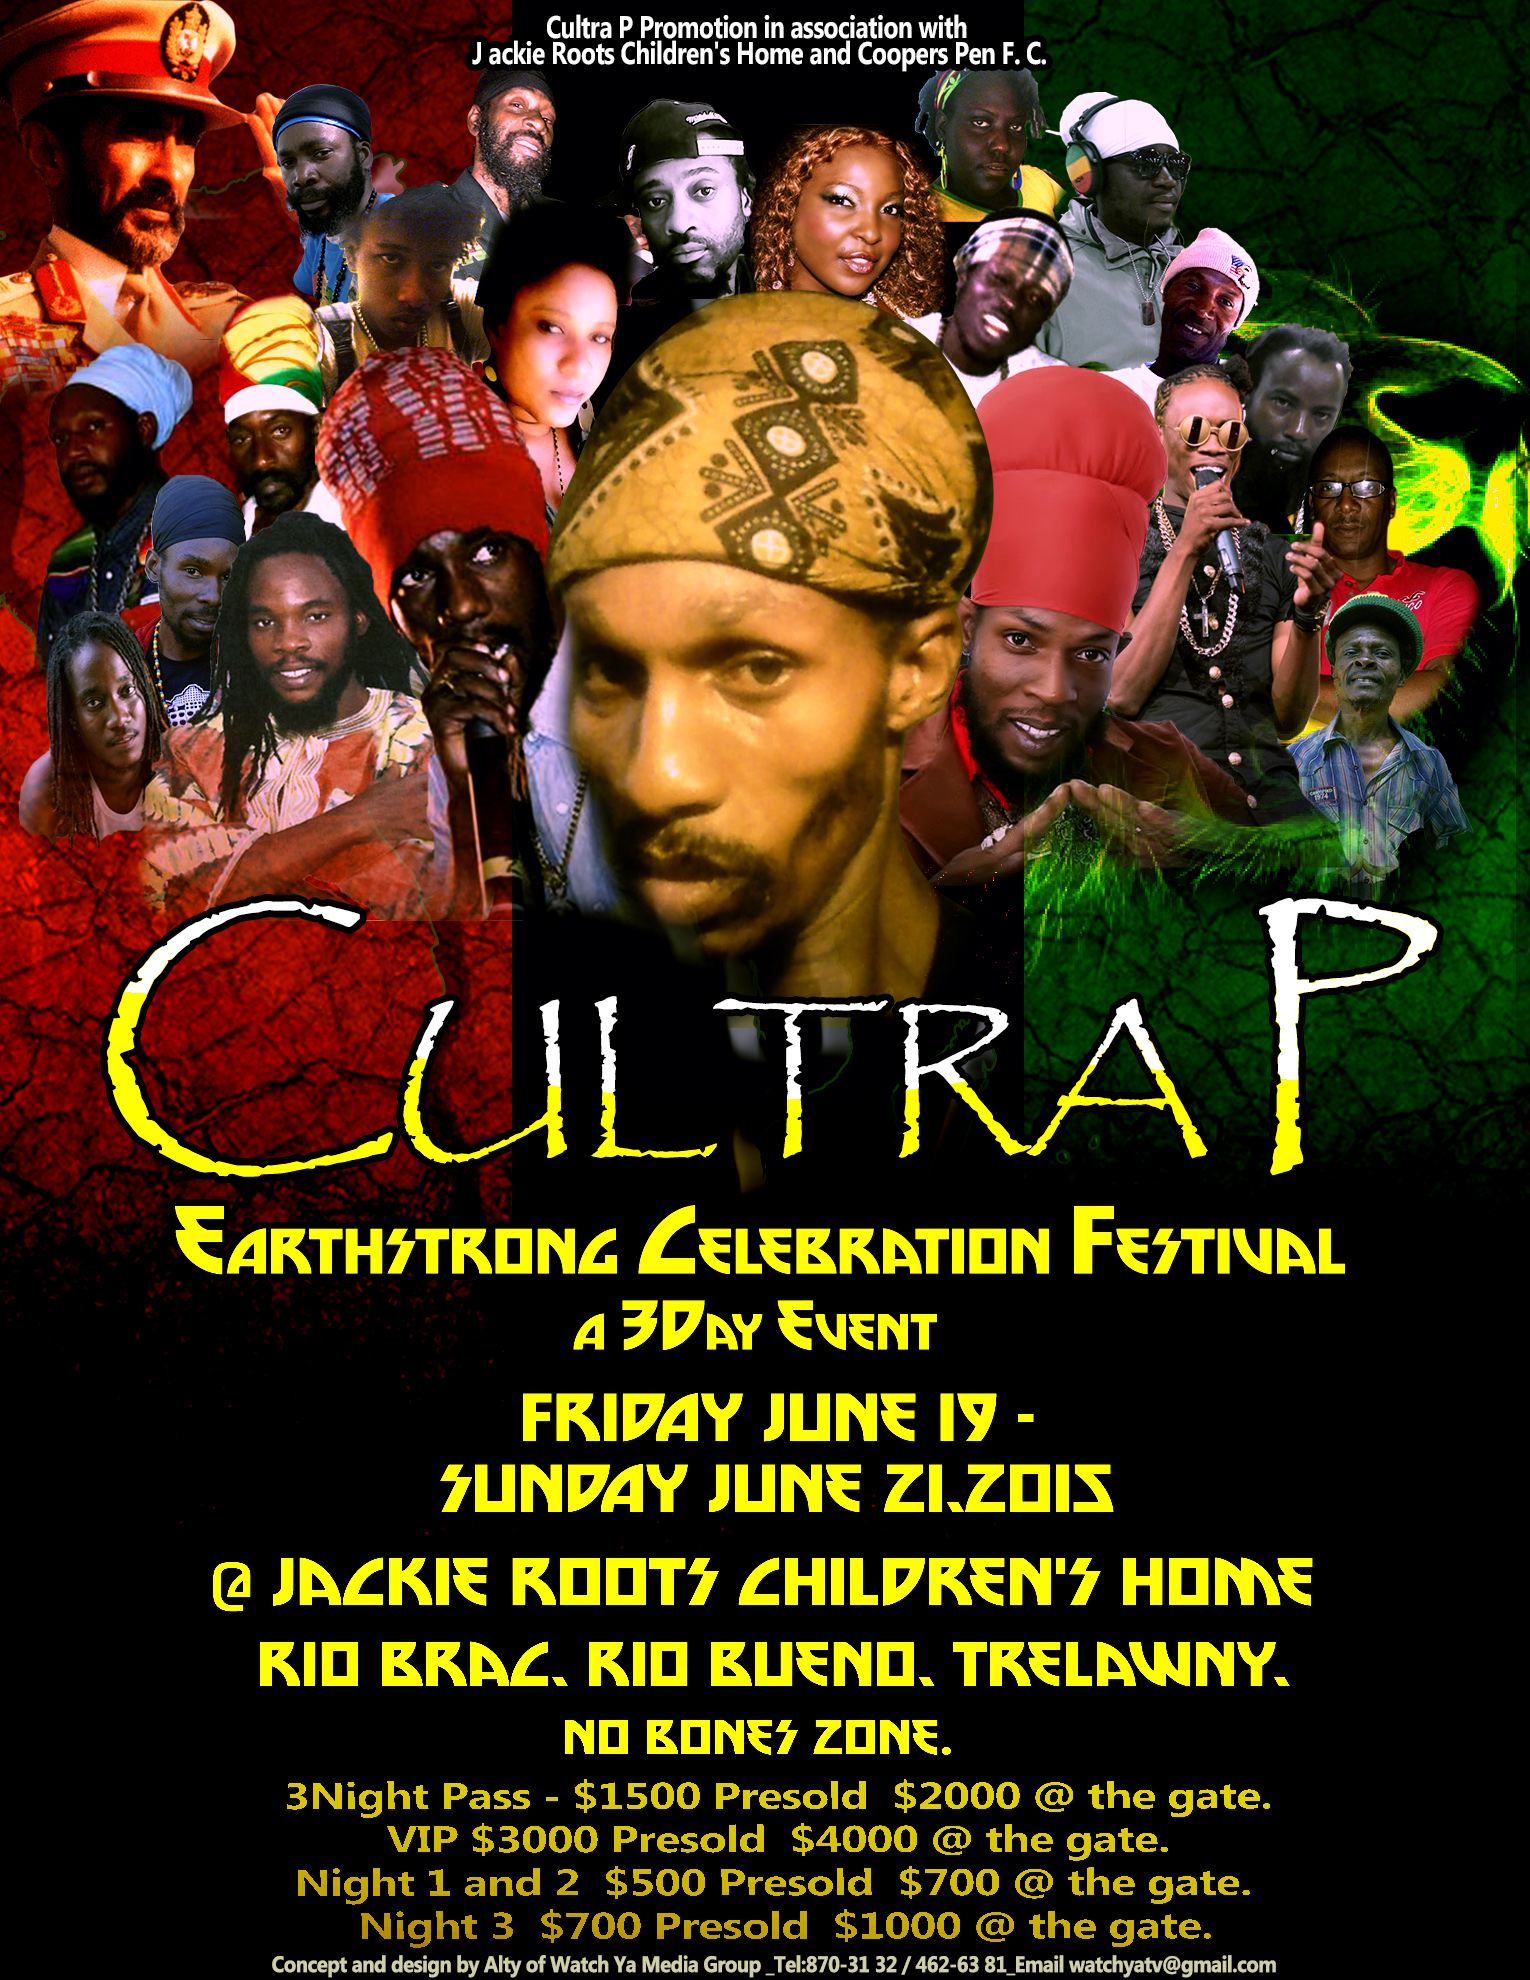 Cultra P Promotion in association with
J ackie Roots Children's Home and Coopers Pen F. C.
CULTRA P
EARTHSTRONG CELEBRATION FESTIVAL
A 3DAY EVENT
FRIDAY JUNE 19 -
SUNDAY JUNE 21,2015
@ JACKIE ROOTS CHILDREN'S HOME
RIO BRAC, RIO BUENO, TRELAWNY,
NO BONES ZONE.
3Night Pass - $1500 Presold $2000 @ the gate.
VIP $3000 Presold $4000 @ the gate.
Night 1 and 2 $500 Presold $700 @ the gate.
Night 3 $700 Presold $1000 @ the gate.
Concept and design by Alty of Watch Ya Media Group _Tel:870-31 32 / 462-63 81_Email watchyatv@gmail.com